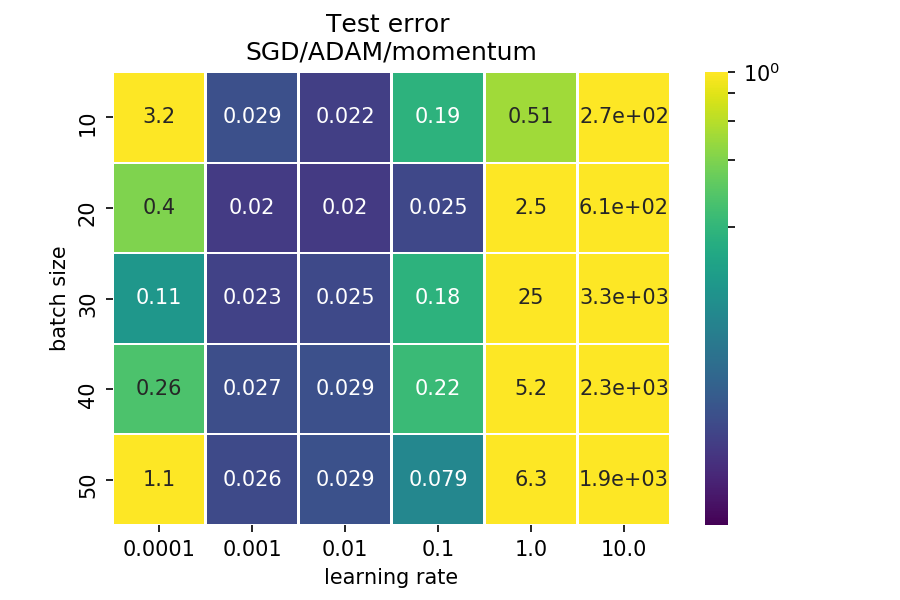 Test error
SGD/ADAM/momentum
10⁰
10 3.2 0.029 0.022 0.19 0.51 2.7e+02
20 0.4 0.02 0.02 0.025 2.5 6.1e+02
30 0.11 0.023 0.025 0.18 25 3.3e+03
40 0.26 0.027 0.029 0.22 5.2 2.3e+03
50 1.1 0.026 0.029 0.079 6.3 1.9e+03
batch size
0.0001 0.001 0.01 0.1 1.0 10.0
learning rate